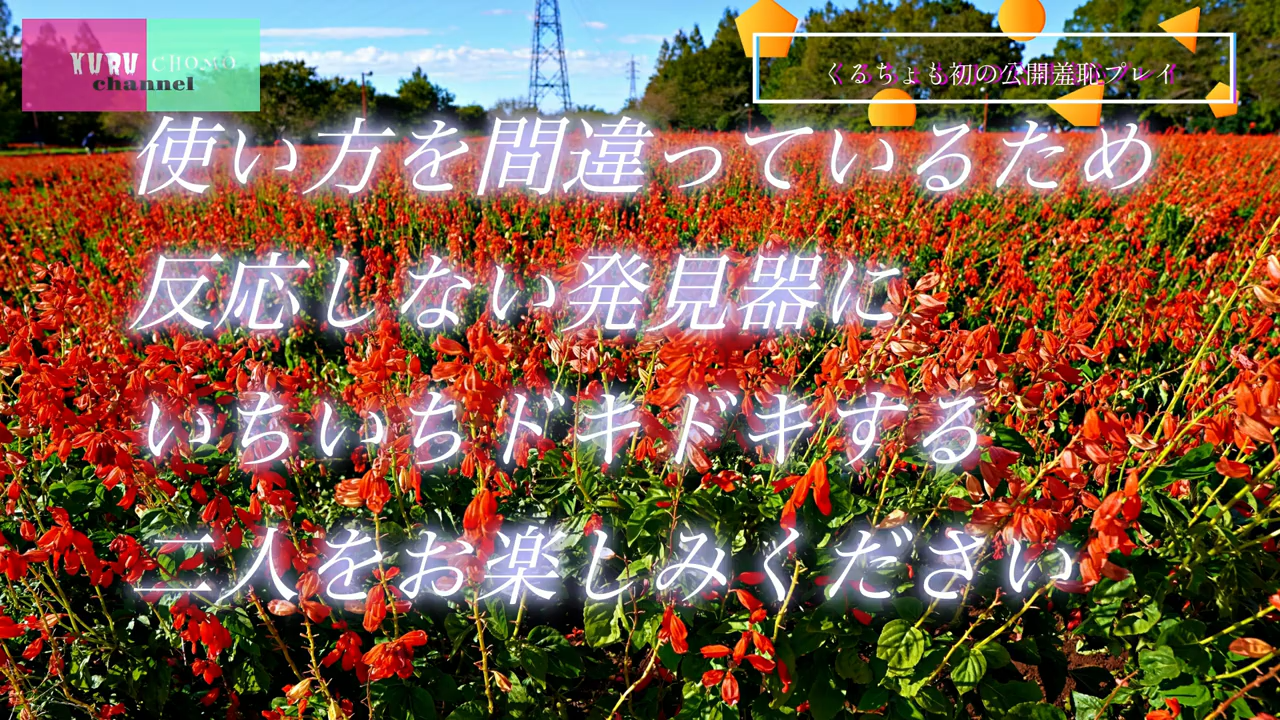 KURU CHOMO
channel
くるちょも初の公開羞恥プレイ
使い方を間違っているため
反応しない発見器に
いちいちドキドキする
二人をお楽しみください